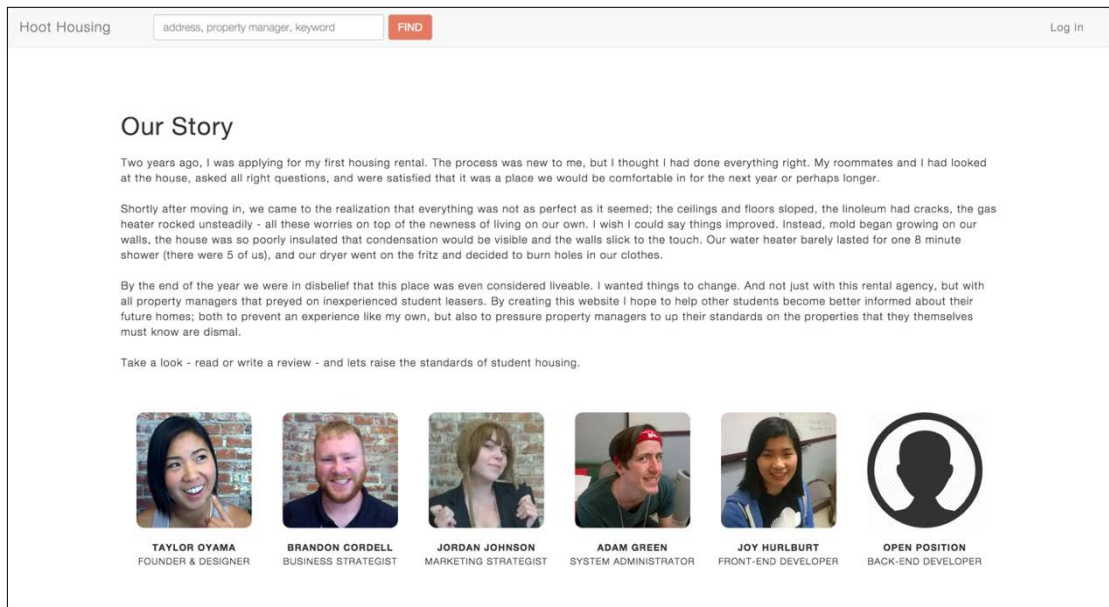 Hoot Housing
address, property manager, keyword
FIND
Log In
Our Story
Two years ago, I was applying for my first housing rental. The process was new to me, but I thought I had done everything right. My roommates and I had looked
at the house, asked all right questions, and were satisfied that it was a place we would be comfortable in for the next year or perhaps longer.
Shortly after moving in, we came to the realization that everything was not as perfect as it seemed; the ceilings and floors sloped, the linoleum had cracks, the gas
heater rocked unsteadily - all these worries on top of the newness of living on our own. I wish I could say things improved. Instead, mold began growing on our
walls, the house was so poorly insulated that condensation would be visible and the walls slick to the touch. Our water heater barely lasted for one 8 minute
shower (there were 5 of us), and our dryer went on the fritz and decided to burn holes in our clothes.
By the end of the year we were in disbelief that this place was even considered liveable. I wanted things to change. And not just with this rental agency, but with
all property managers that preyed on inexperienced student leasers. By creating this website I hope to help other students become better informed about their
future homes; both to prevent an experience like my own, but also to pressure property managers to up their standards on the properties that they themselves
must know are dismal.
Take a look - read or write a review - and lets raise the standards of student housing.
TAYLOR OYAMA
FOUNDER & DESIGNER
BRANDON CORDELL
BUSINESS STRATEGIST
JORDAN JOHNSON
MARKETING STRATEGIST
ADAM GREEN
SYSTEM ADMINISTRATOR
JOY HURLBURT
FRONT-END DEVELOPER
OPEN POSITION
BACK-END DEVELOPER